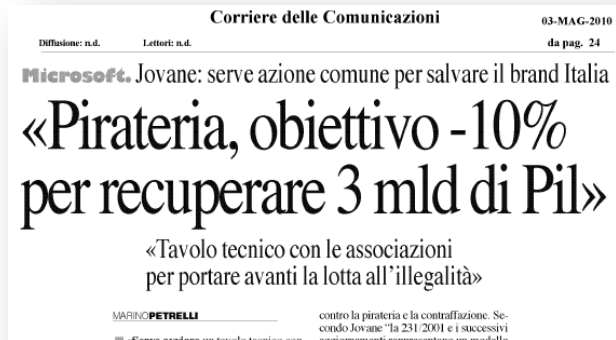 Corriere delle Comunicazioni
03-MAG-2010
Diffusione: n.d. Lettori: n.d. da pag. 24
Microsoft. Jovane: serve azione comune per salvare il brand Italia
«Pirateria, obiettivo -10%
per recuperare 3 mld di Pil»
«Tavolo tecnico con le associazioni
per portare avanti la lotta all'illegalità»
MARINO PETRELLI
contro la pirateria e la contraffazione. Se-
condo Jovane "la 231/2001 e i successivi